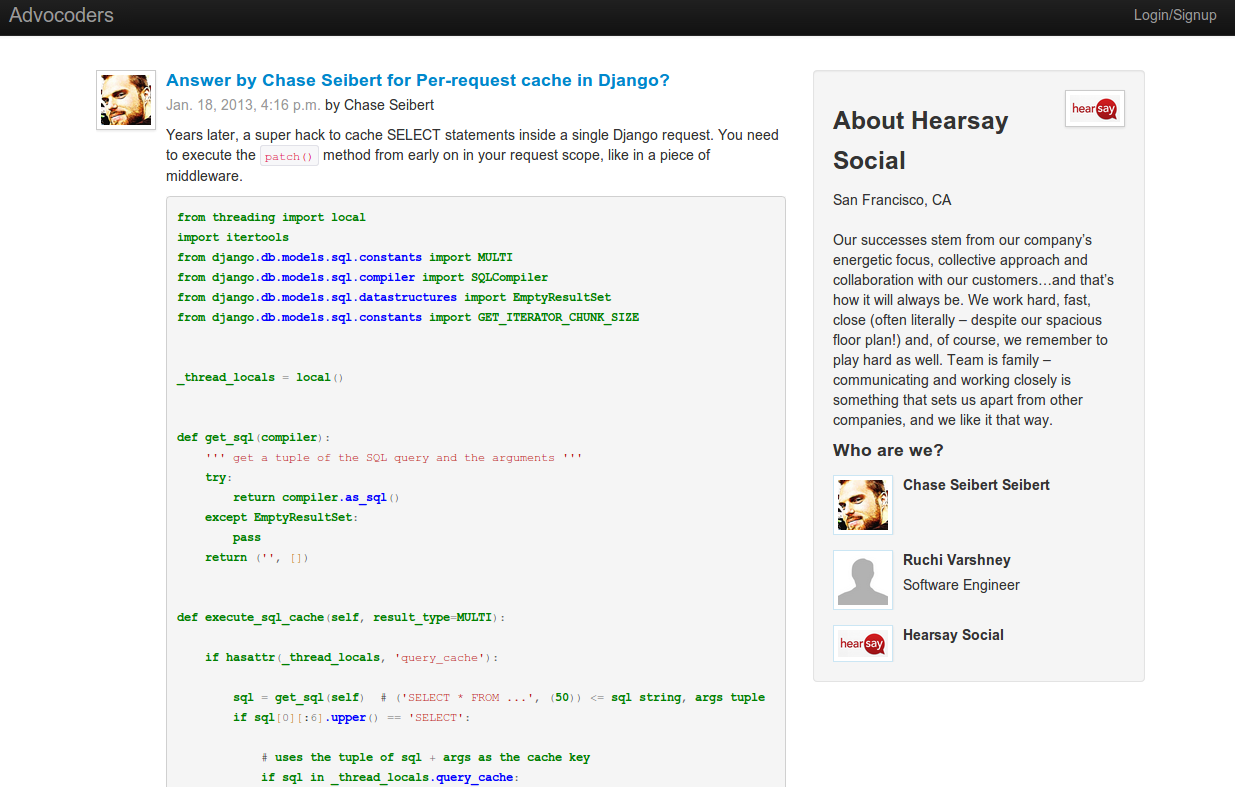 Advocoders
Login/Signup
Answer by Chase Seibert for Per-request cache in Django?
Jan. 18, 2013, 4:16 p.m. by Chase Seibert
Years later, a super hack to cache SELECT statements inside a single Django request. You need
to execute the patch() method from early on in your request scope, like in a piece of
middleware.
from threading import local
import itertools
from django.db.models.sql.constants import MULTI
from django.db.models.sql.compiler import SQLCompiler
from django.db.models.sql.datastructures import EmptyResultSet
from django.db.models.sql.constants import GET_ITERATOR_CHUNK_SIZE
_thread_locals = local()
def get_sql(compiler):
    ''' get a tuple of the SQL query and the arguments '''
    try:
        return compiler.as_sql()
    except EmptyResultSet:
        pass
    return ('', [])
def execute_sql_cache(self, result_type=MULTI):
    if hasattr(_thread_locals, 'query_cache'):
        sql = get_sql(self)  # ('SELECT * FROM ...', (50)) <= sql string, args tuple
        if sql[0][:6].upper() == 'SELECT':
            # uses the tuple of sql + args as the cache key
            if sql in _thread_locals.query_cache:
hearsay
About Hearsay
Social
San Francisco, CA
Our successes stem from our company’s
energetic focus, collective approach and
collaboration with our customers…and that’s
how it will always be. We work hard, fast,
close (often literally – despite our spacious
floor plan!) and, of course, we remember to
play hard as well. Team is family –
communicating and working closely is
something that sets us apart from other
companies, and we like it that way.
Who are we?
Chase Seibert Seibert
Ruchi Varshney
Software Engineer
hearsay
Hearsay Social